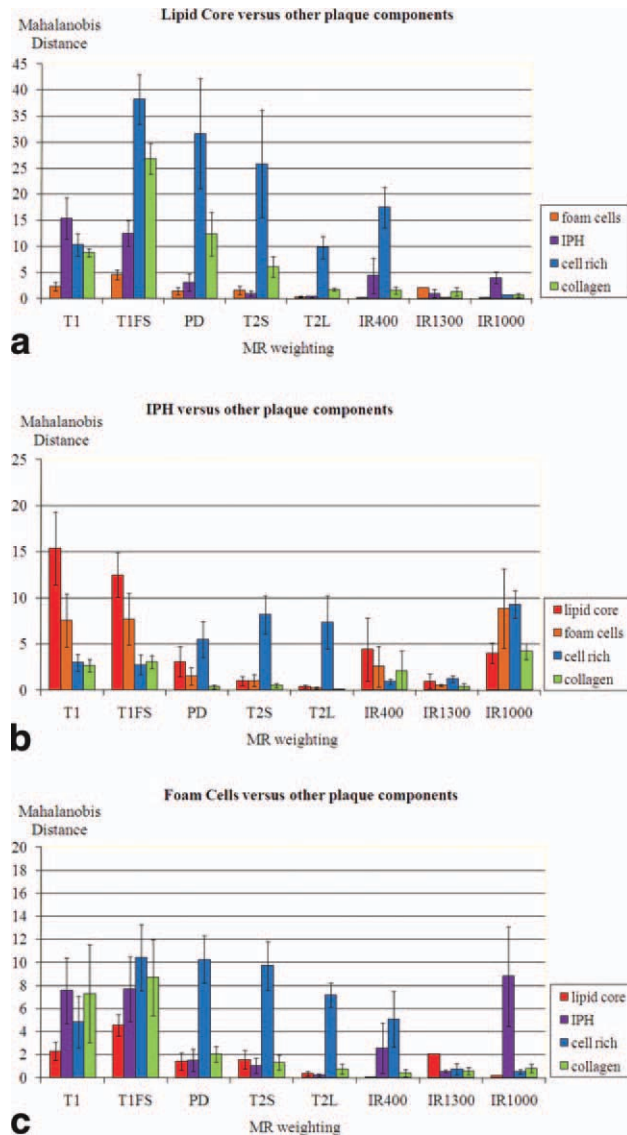 Lipid Core versus other plaque components
Mahalanobis
Distance
45
40
35
30
25
20
15
10
5
0
T1 T1FS PD T2S T2L IR400 IR1300 IR1000
MR weighting
foam cells
IPH
cell rich
collagen
a
IPH versus other plaque components
Mahalanobis
Distance
25
20
15
10
5
0
T1 T1FS PD T2S T2L IR400 IR1300 IR1000
MR weighting
lipid core
foam cells
cell rich
collagen
b
Foam Cells versus other plaque components
Mahalanobis
Distance
20
18
16
14
12
10
8
6
4
2
0
T1 T1FS PD T2S T2L IR400 IR1300 IR1000
MR weighting
lipid core
IPH
cell rich
collagen
c